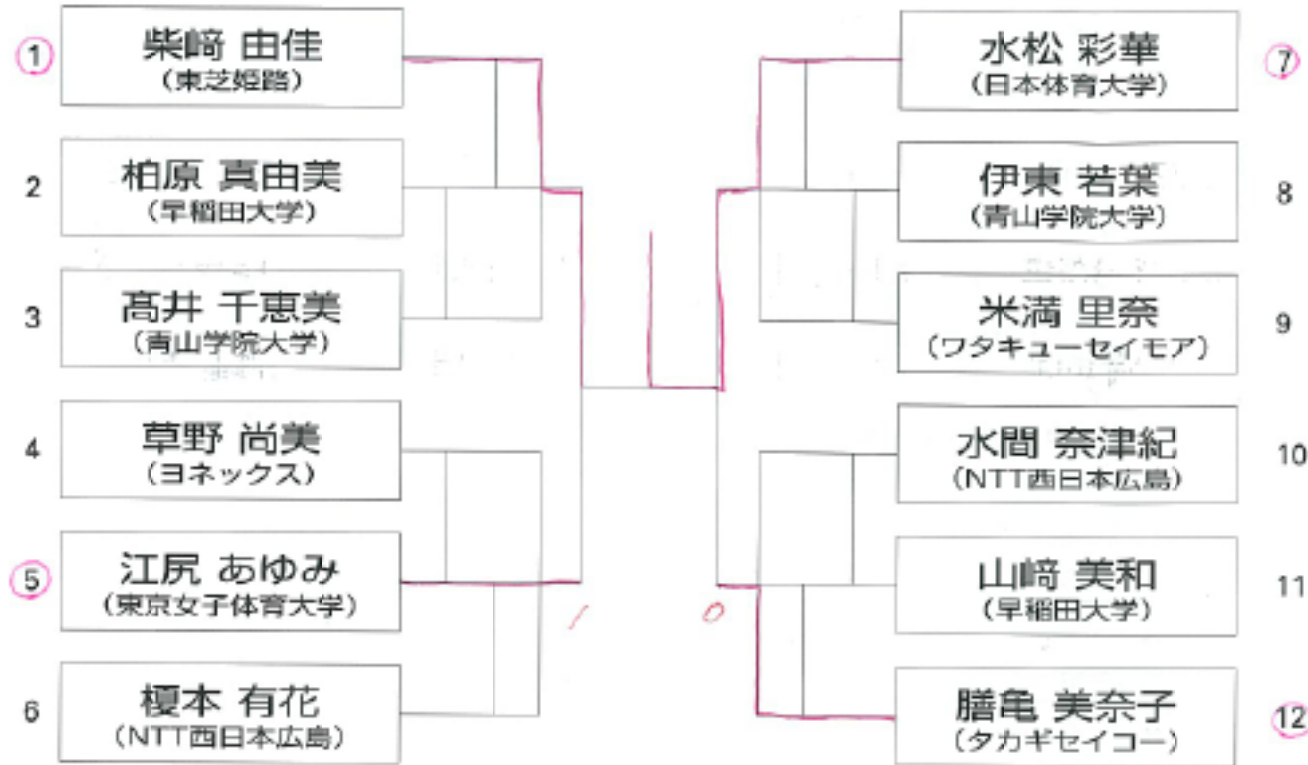 1
柴﨑 由佳
(東芝姫路)
2
柏原 真由美
(早稲田大学)
3
髙井 千恵美
(青山学院大学)
4
草野 尚美
(ヨネックス)
5
江尻 あゆみ
(東京女子体育大学)
6
榎本 有花
(NTT西日本広島)
1
0
水松 彩華
(日本体育大学)
7
伊東 若葉
(青山学院大学)
8
米満 里奈
(ワタキューセイモア)
9
水間 奈津紀
(NTT西日本広島)
10
山﨑 美和
(早稲田大学)
11
膳亀 美奈子
(タカギセイコー)
12